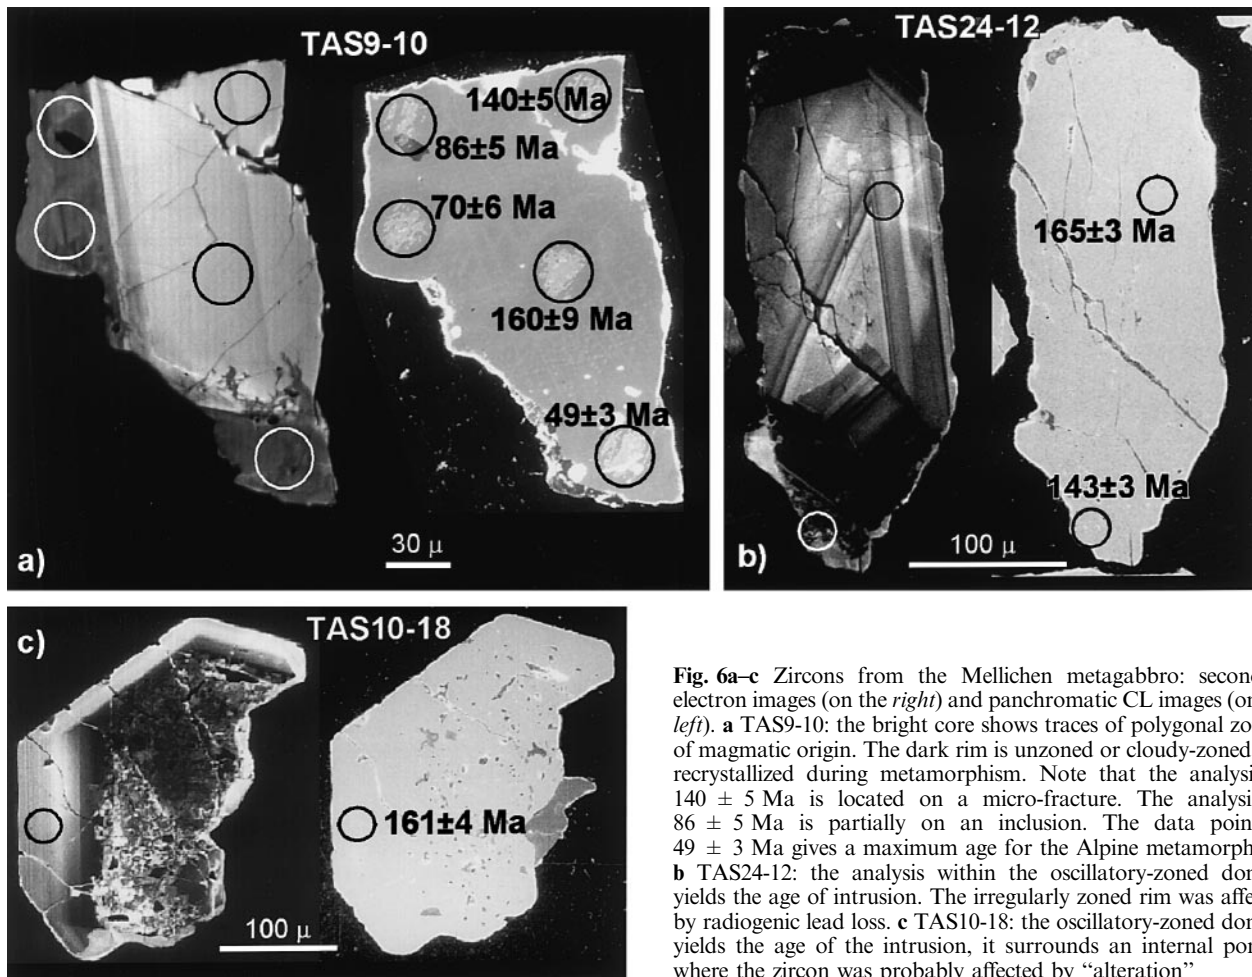 TAS9-10
140±5 Ma
86±5 Ma
70±6 Ma
160±9 Ma
49±3 Ma
30 μ
a)
TAS24-12
165±3 Ma
143±3 Ma
100 μ
b)
c)
TAS10-18
161±4 Ma
100 μ
Fig. 6a–c Zircons from the Mellichen metagabbro: second
electron images (on the right) and panchromatic CL images (on
left). a TAS9-10: the bright core shows traces of polygonal zo
of magmatic origin. The dark rim is unzoned or cloudy-zoned
recrystallized during metamorphism. Note that the analysi
140 ± 5 Ma is located on a micro-fracture. The analysi
86 ± 5 Ma is partially on an inclusion. The data poin
49 ± 3 Ma gives a maximum age for the Alpine metamorph
b TAS24-12: the analysis within the oscillatory-zoned don
yields the age of intrusion. The irregularly zoned rim was affe
by radiogenic lead loss. c TAS10-18: the oscillatory-zoned don
yields the age of the intrusion, it surrounds an internal por
where the zircon was probably affected by “alteration”